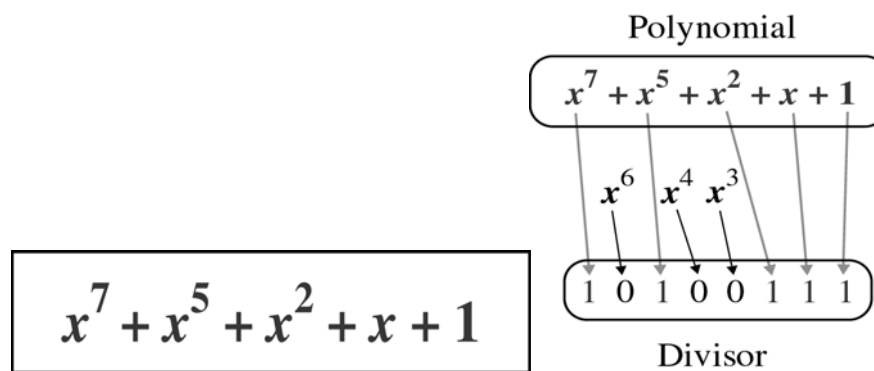 Polynomial
x⁷ + x⁵ + x² + x + 1
x⁶ x⁴ x³
1 0 1 0 0 1 1 1
Divisor
x⁷ + x⁵ + x² + x + 1